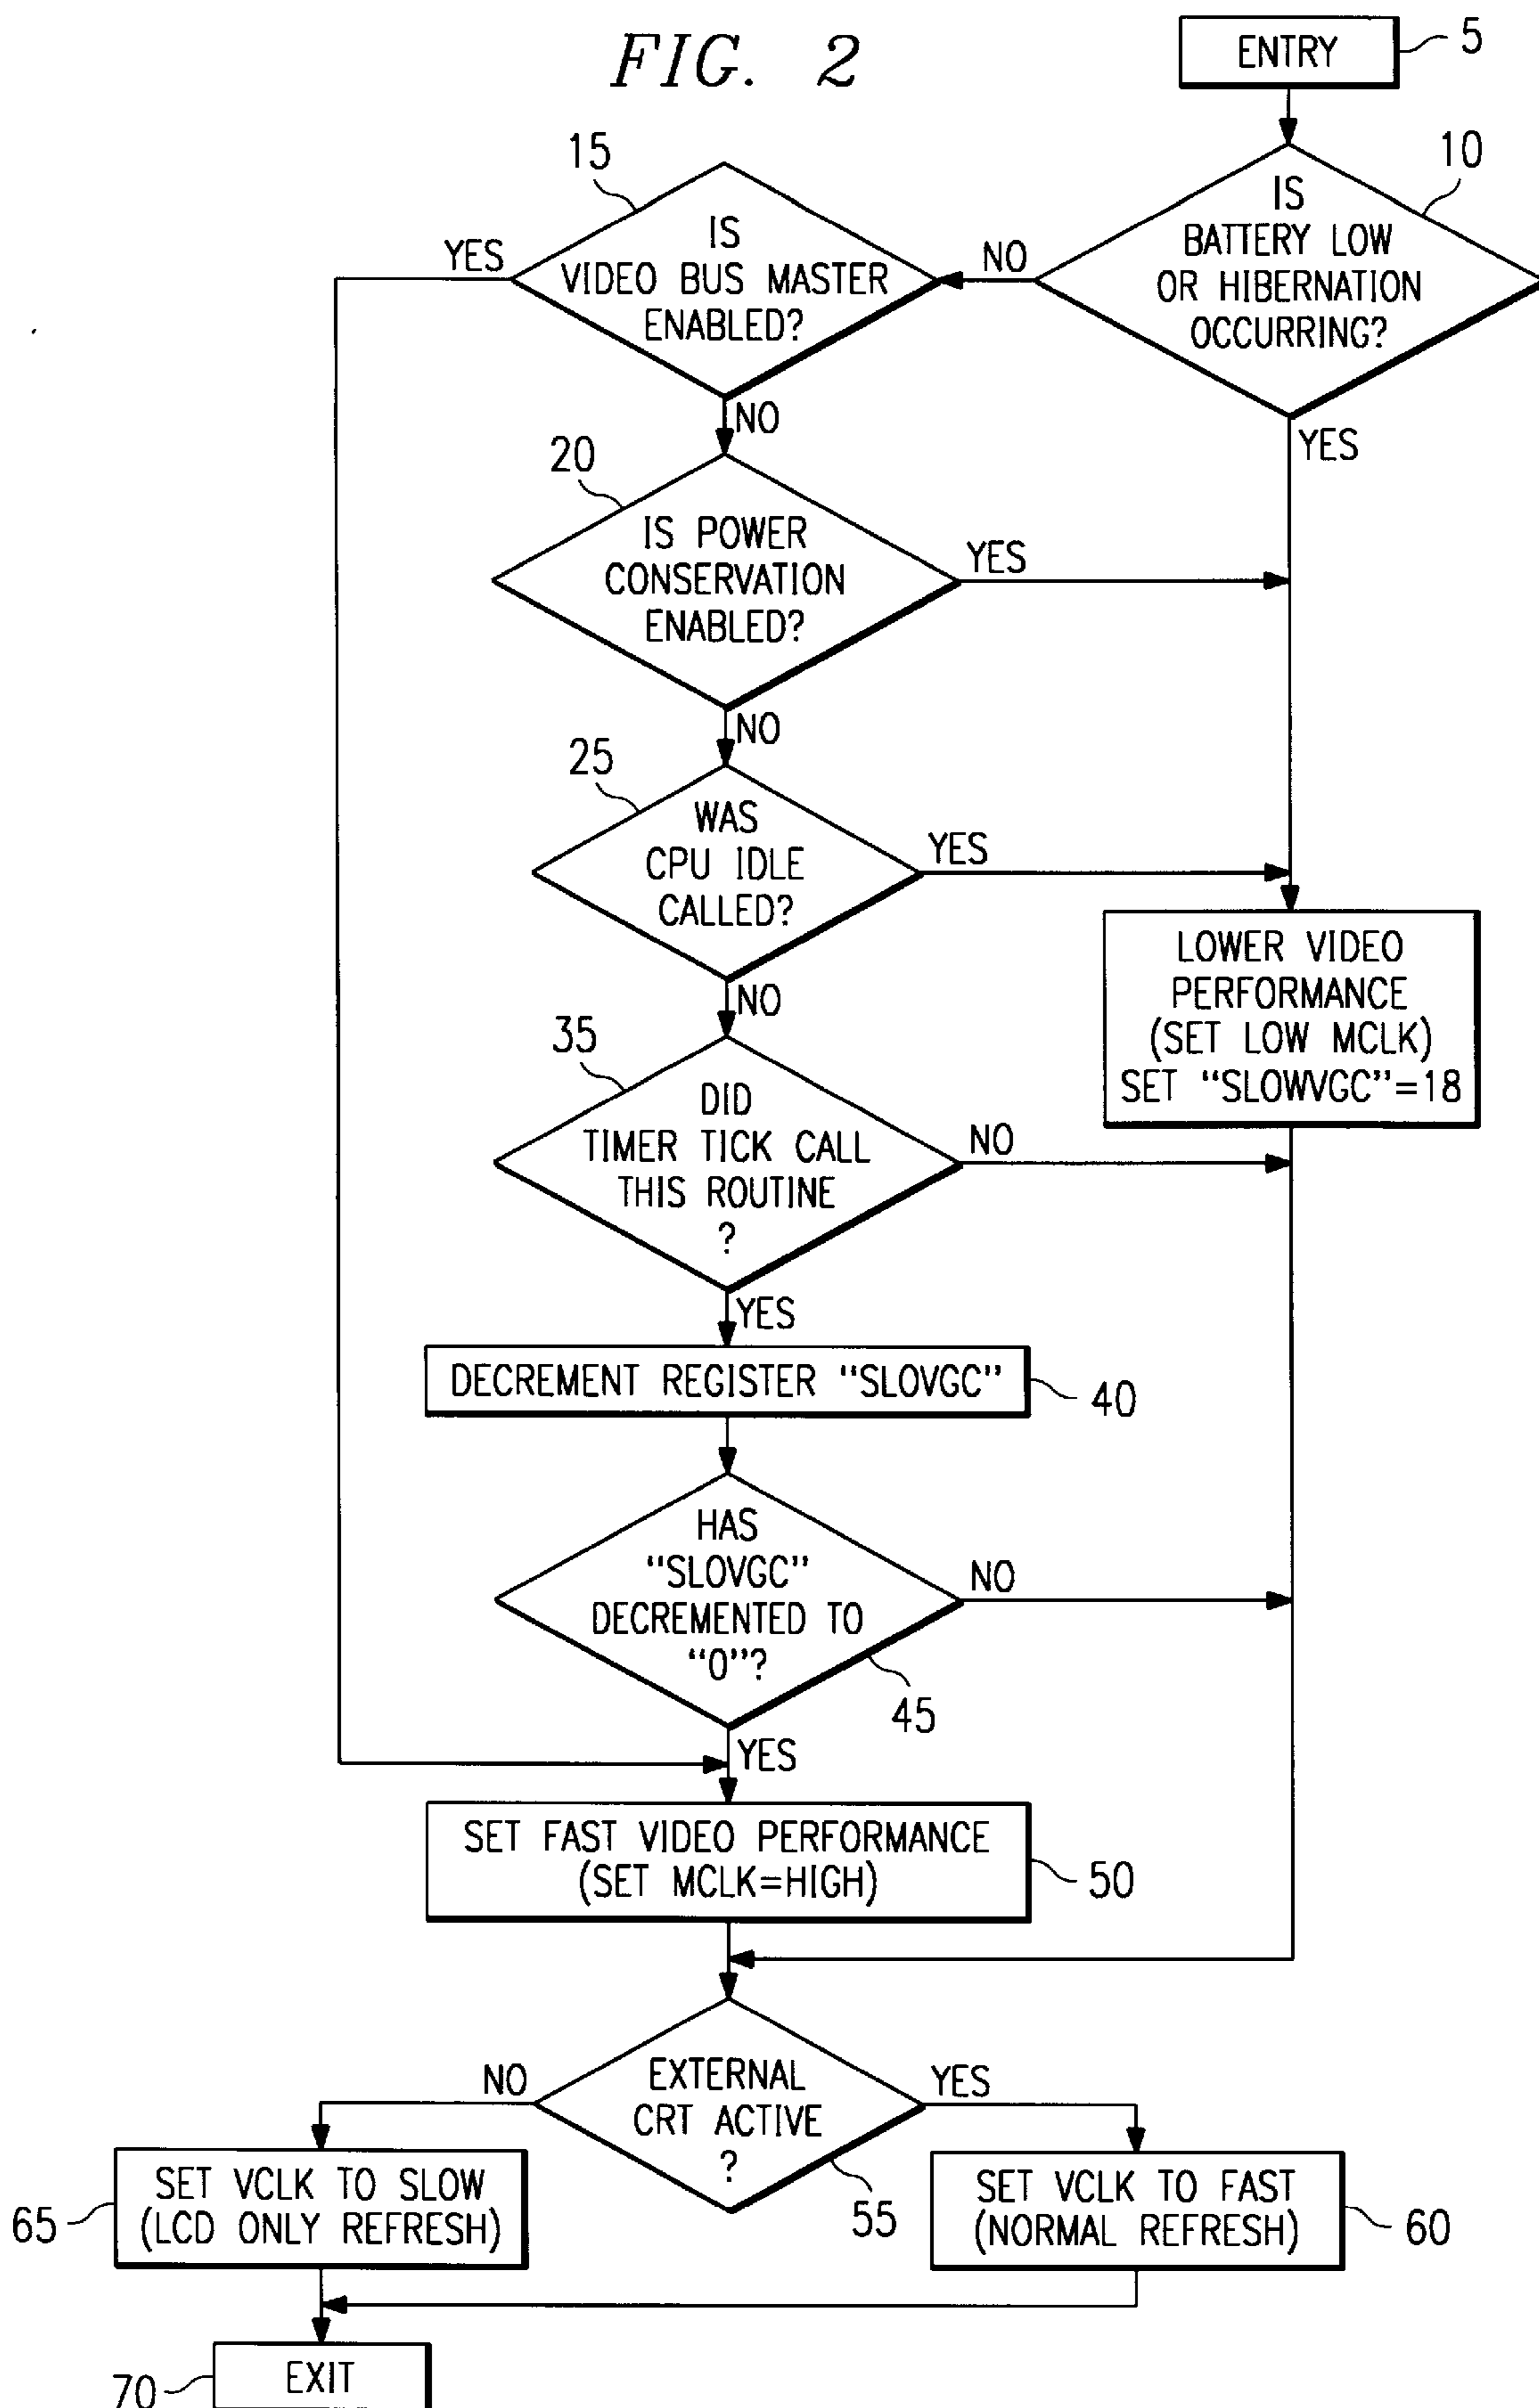 FIG. 2
ENTRY
5
10
IS
BATTERY LOW
OR HIBERNATION
OCCURRING?
NO
YES
15
IS
VIDEO BUS MASTER
ENABLED?
YES
NO
20
IS POWER
CONSERVATION
ENABLED?
YES
NO
25
WAS
CPU IDLE
CALLED?
YES
NO
LOWER VIDEO
PERFORMANCE
(SET LOW MCLK)
SET "SLOWVGC"=18
35
DID
TIMER TICK CALL
THIS ROUTINE
?
NO
YES
DECREMENT REGISTER "SLOVGC"
40
HAS
"SLOVGC"
DECREMENTED TO
"0"?
NO
45
YES
SET FAST VIDEO PERFORMANCE
(SET MCLK=HIGH)
50
EXTERNAL
CRT ACTIVE
?
NO
YES
55
SET VCLK TO SLOW
(LCD ONLY REFRESH)
65
SET VCLK TO FAST
(NORMAL REFRESH)
60
EXIT
70